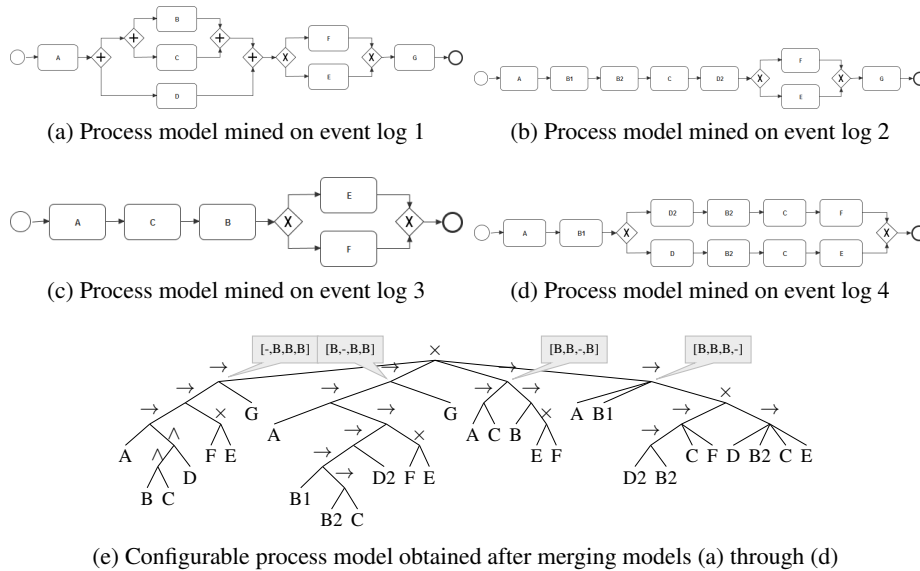 B
A + + + + X F X G
C
E
D
(a) Process model mined on event log 1
F
A B1 B2 C D2 X X G
E
(b) Process model mined on event log 2
E
A C B X X
F
(c) Process model mined on event log 3
D2 B2 C F
A B1 X X
D B2 C E
(d) Process model mined on event log 4
[-,B,B,B] [B,-,B,B] [B,B,-,B] [B,B,B,-]
×
→ → → →
→ G → G → → A B1 ×
→ × A → → A C B × → →
A ∧ F E → × E F D2 B2 C F D B2 C E
∧ D → D2 F E
B C B1 →
B2 C
(e) Configurable process model obtained after merging models (a) through (d)